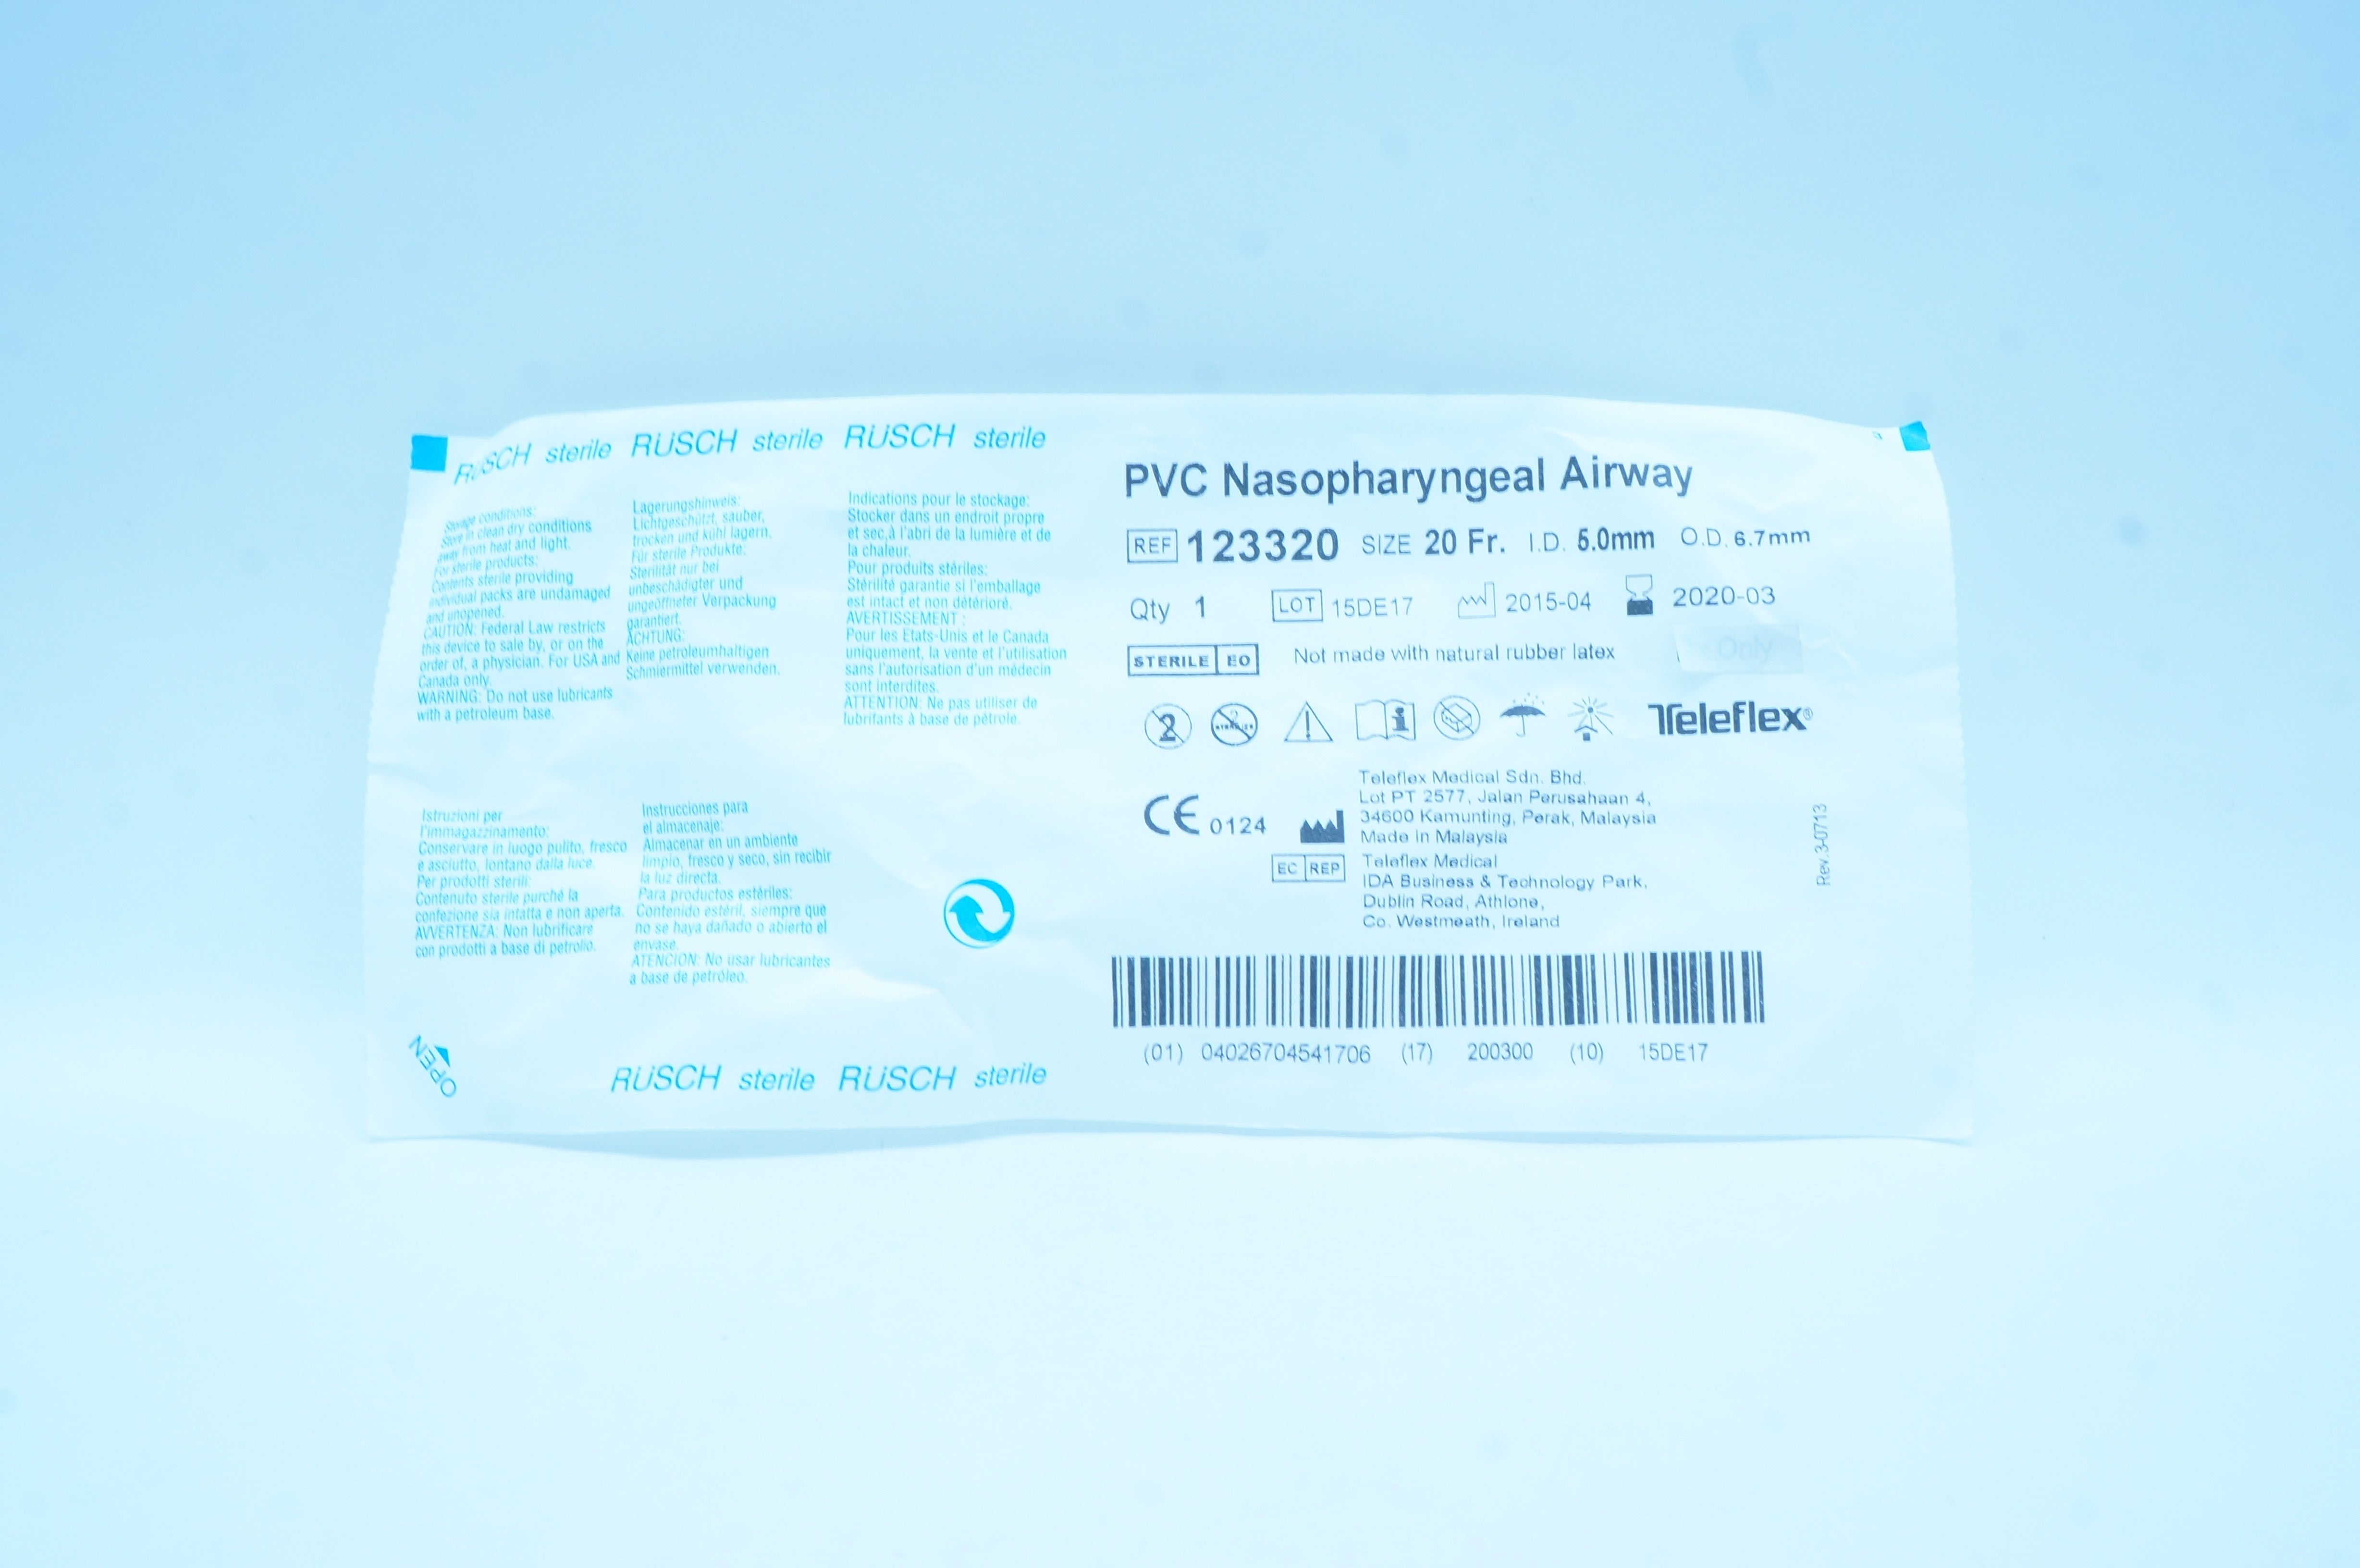 RÜSCH sterile RÜSCH sterile RÜSCH sterile
Storage conditions:
Store in clean dry conditions
away from heat and light.
For sterile products:
Contents sterile providing
individual packs are undamaged
and unopened.
CAUTION: Federal Law restricts
this device to sale by, or on the
order of, a physician. For USA and
Canada only.
WARNING: Do not use lubricants
with a petroleum base.
Lagerungshinweis:
Lichtgeschützt, sauber,
trocken und kühl lagern.
Für sterile Produkte:
Sterilität nur bei
unbeschädigter und
ungeöffneter Verpackung
garantiert.
ACHTUNG:
Keine petroleumhaltigen
Schmiermittel verwenden.
Indications pour le stockage:
Stocker dans un endroit propre
et sec,à l'abri de la lumière et de
la chaleur.
Pour produits stériles:
Stérilité garantie si l'emballage
est intact et non détérioré.
AVERTISSEMENT :
Pour les Etats-Unis et le Canada
uniquement, la vente et l'utilisation
sans l'autorisation d'un médecin
sont interdites.
ATTENTION: Ne pas utiliser de
lubrifants à base de pétrole.
Istruzioni per
l'immagazzinamento:
Conservare in luogo pulito, fresco
e asciutto, lontano dalla luce.
Per prodotti sterili:
Contenuto sterile purché la
confezione sia intatta e non aperta.
AVVERTENZA: Non lubrificare
con prodotti a base di petrolio.
Instrucciones para
el almacenaje:
Almacenar en un ambiente
limpio, fresco y seco, sin recibir
la luz directa.
Para productos estériles:
Contenido estéril, siempre que
no se haya dañado o abierto el
envase.
ATENCION: No usar lubricantes
a base de petróleo.
OPEN
RÜSCH sterile RÜSCH sterile
PVC Nasopharyngeal Airway
REF 123320 SIZE 20 Fr. I.D. 5.0mm O.D. 6.7mm
Qty 1 LOT 15DE17 2015-04 2020-03
STERILE EO Not made with natural rubber latex Only
2 2 STERILIZE Teleflex®
CE 0124
Teleflex Medical Sdn. Bhd.
Lot PT 2577, Jalan Perusahaan 4,
34600 Kamunting, Perak, Malaysia
Made in Malaysia
EC REP
Teleflex Medical
IDA Business & Technology Park,
Dublin Road, Athlone,
Co. Westmeath, Ireland
Rev.3-0713
(01) 04026704541706 (17) 200300 (10) 15DE17